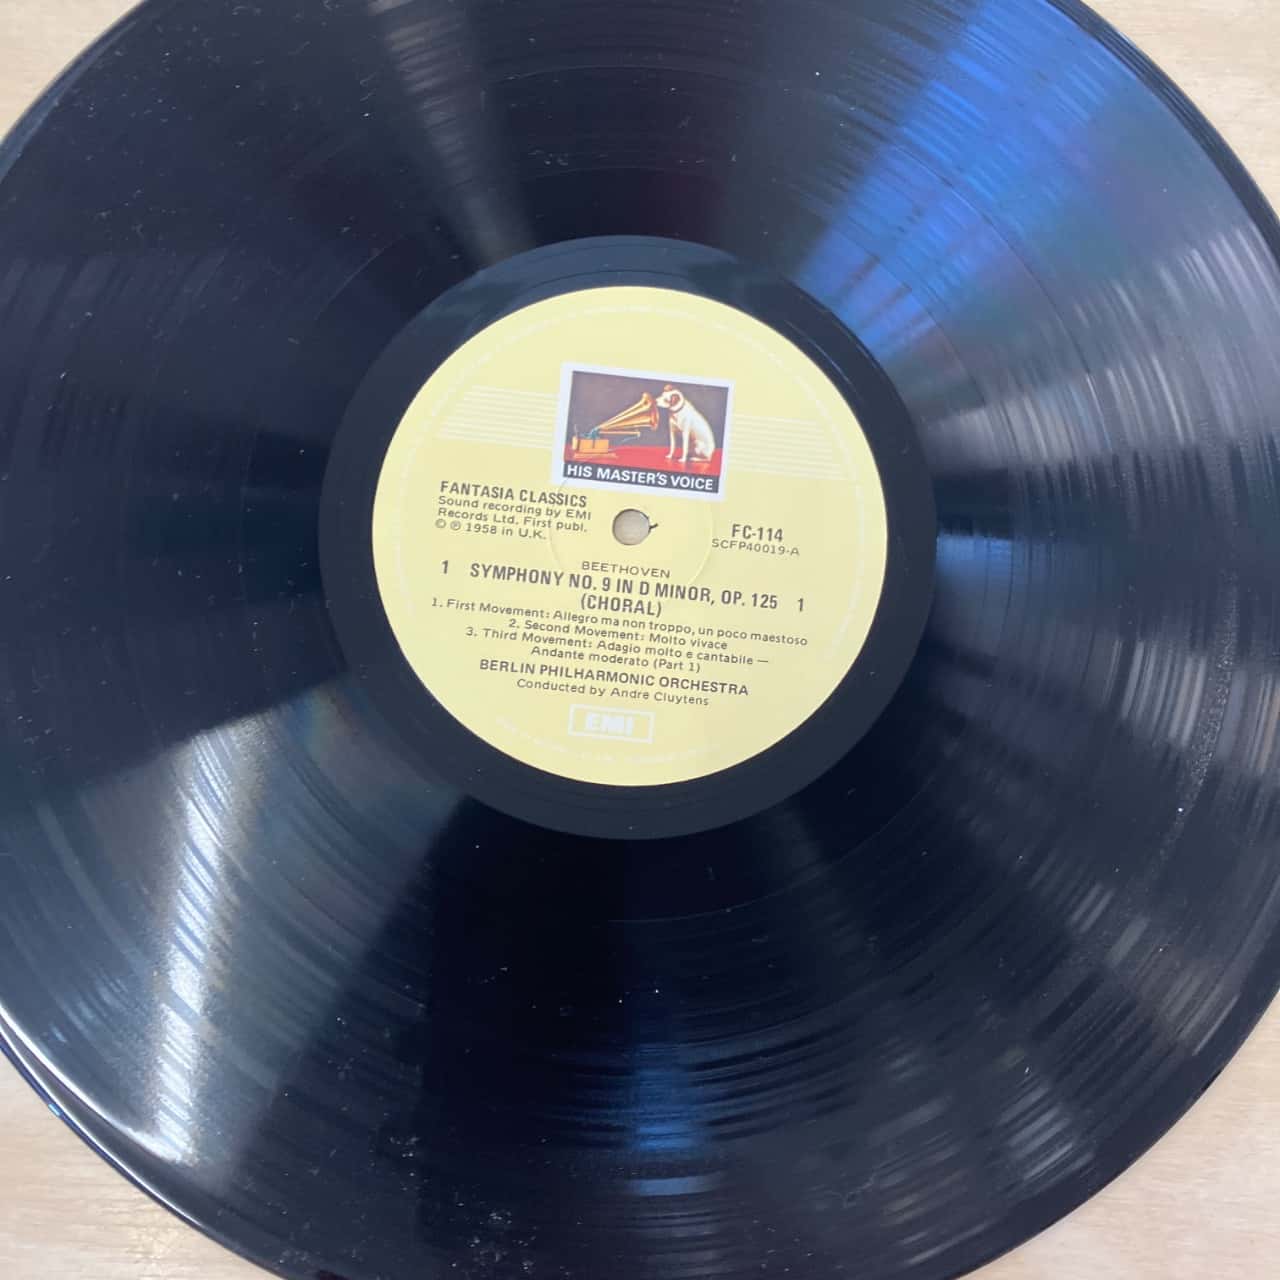 HIS MASTER'S VOICE
FANTASIA CLASSICS
Sound recording by EMI
Records Ltd. First publ.
© ℗ 1958 in U.K.
FC-114
SCFP40019-A
BEETHOVEN
1 SYMPHONY NO. 9 IN D MINOR, OP. 125 1
(CHORAL)
1. First Movement: Allegro ma non troppo, un poco maestoso
2. Second Movement: Molto vivace
3. Third Movement: Adagio molto e cantabile —
Andante moderato (Part 1)
BERLIN PHILHARMONIC ORCHESTRA
Conducted by Andre Cluytens
EMI